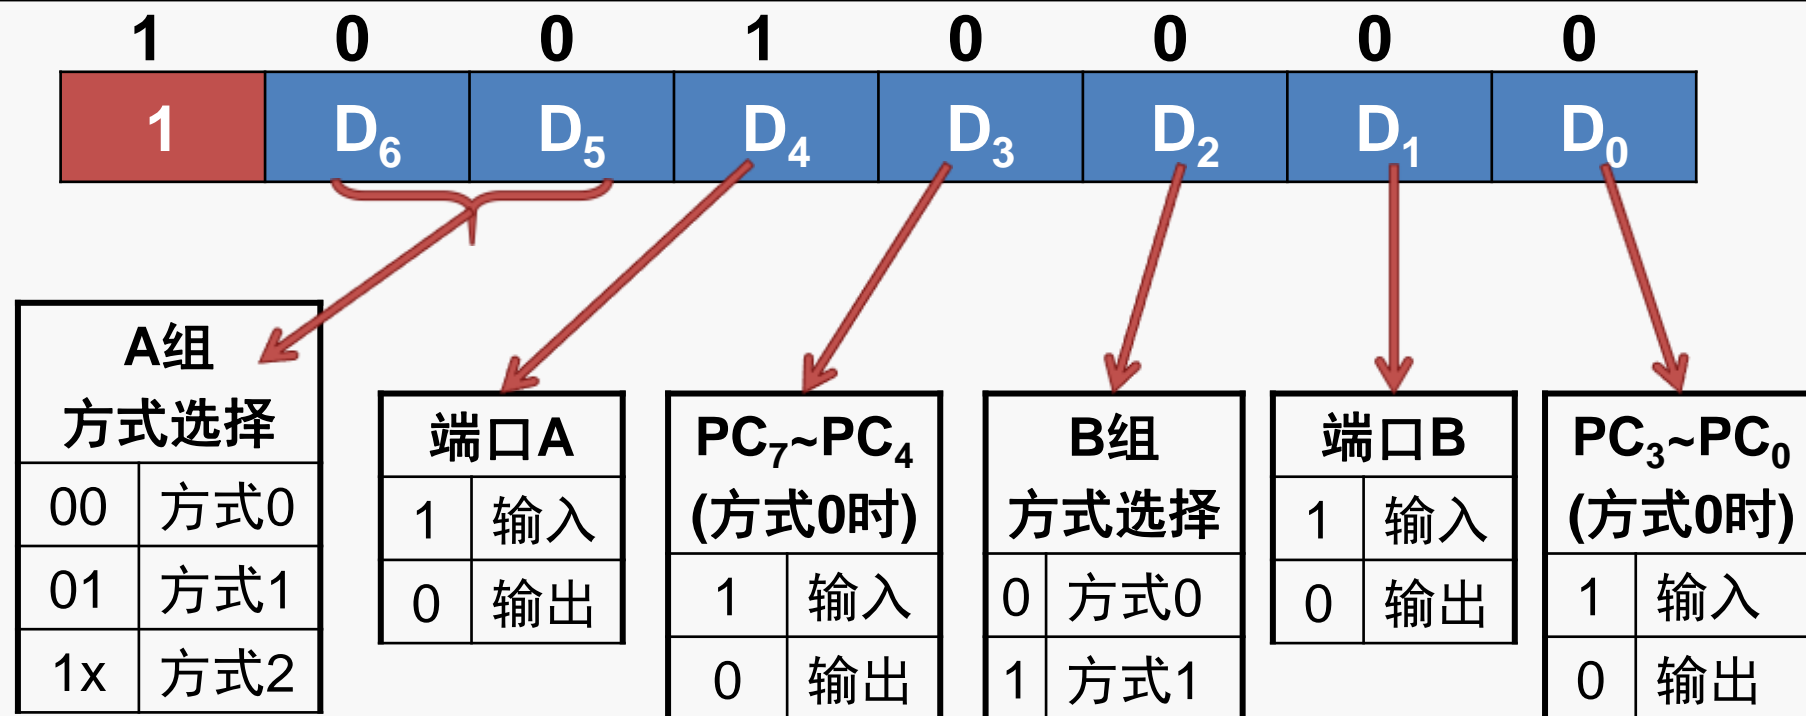 1 0 0 1 0 0 0 0
1 D₆ D₅ D₄ D₃ D₂ D₁ D₀
A组
方式选择
00 方式0
01 方式1
1x 方式2
端口A
1 输入
0 输出
PC₇~PC₄
(方式0时)
1 输入
0 输出
B组
方式选择
0 方式0
1 方式1
端口B
1 输入
0 输出
PC₃~PC₀
(方式0时)
1 输入
0 输出